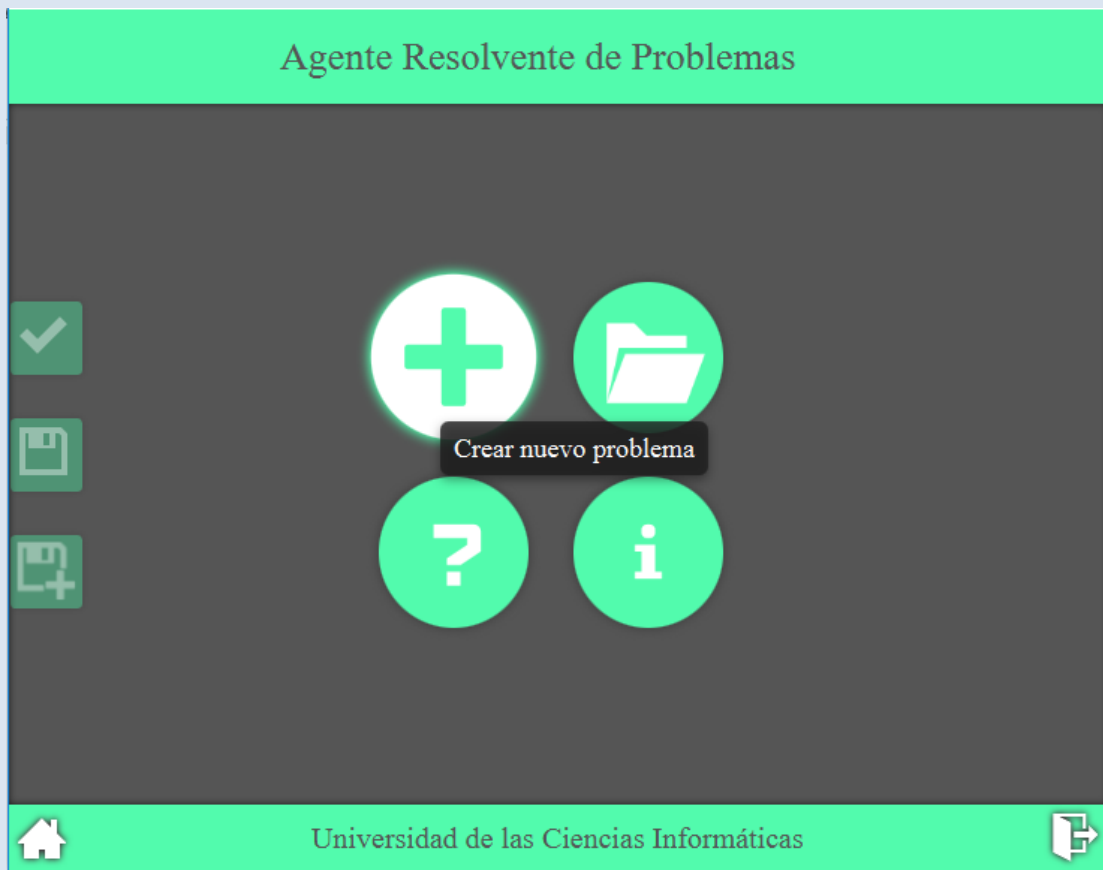 Agente Resolvente de Problemas
Crear nuevo problema
?
i
Universidad de las Ciencias Informáticas